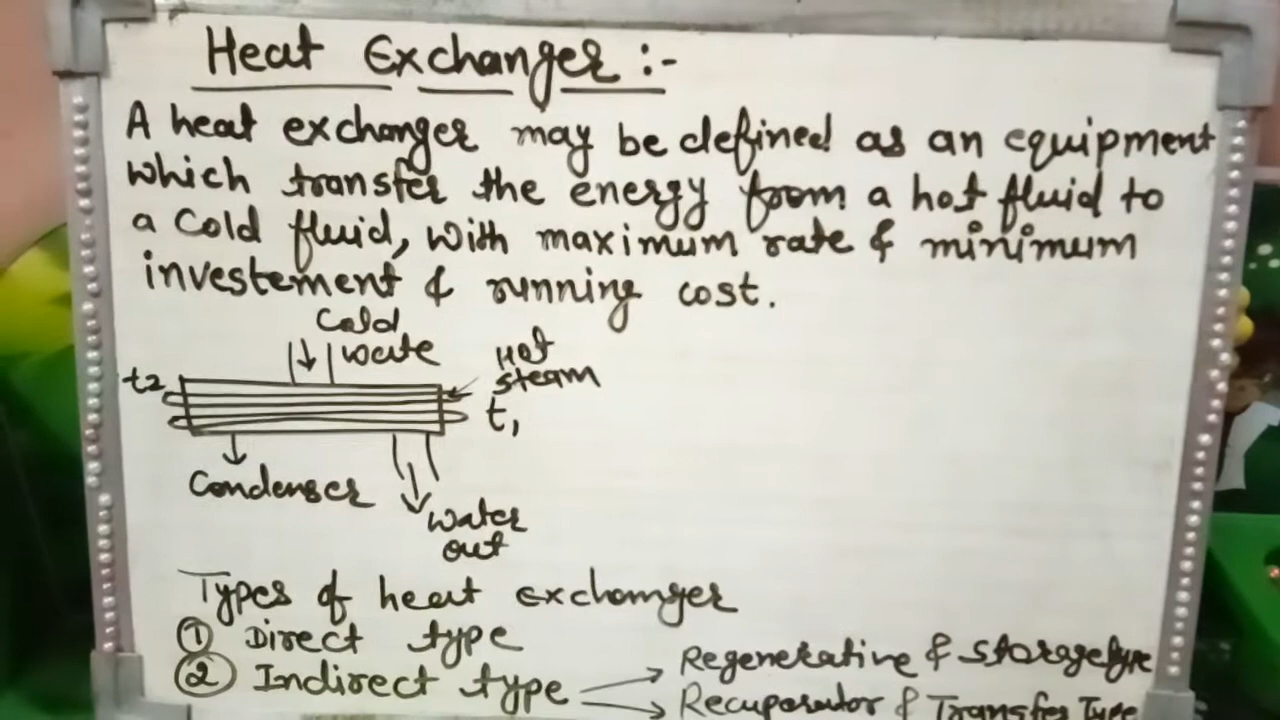 Heat Exchanger :-
A heat exchanger may be defined as an equipment
which transfer the energy from a hot fluid to
a cold fluid, with maximum rate & minimum
investement & running cost.
Cold
Wate
Hot
steam
t2
t1
Condenser
Water
out
Types of heat exchanger
① Direct type
② Indirect type
Regenerative & Storage type
Recuperator & Transfer Type